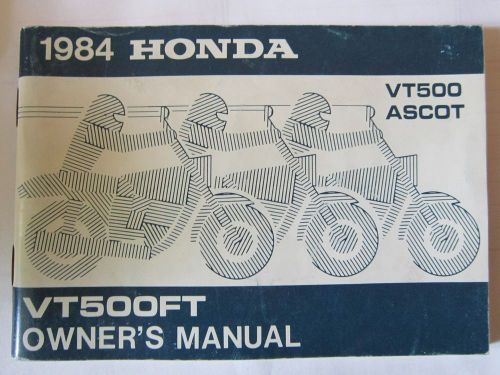 1984 HONDA
VT500
ASCOT
VT500FT
OWNER'S MANUAL